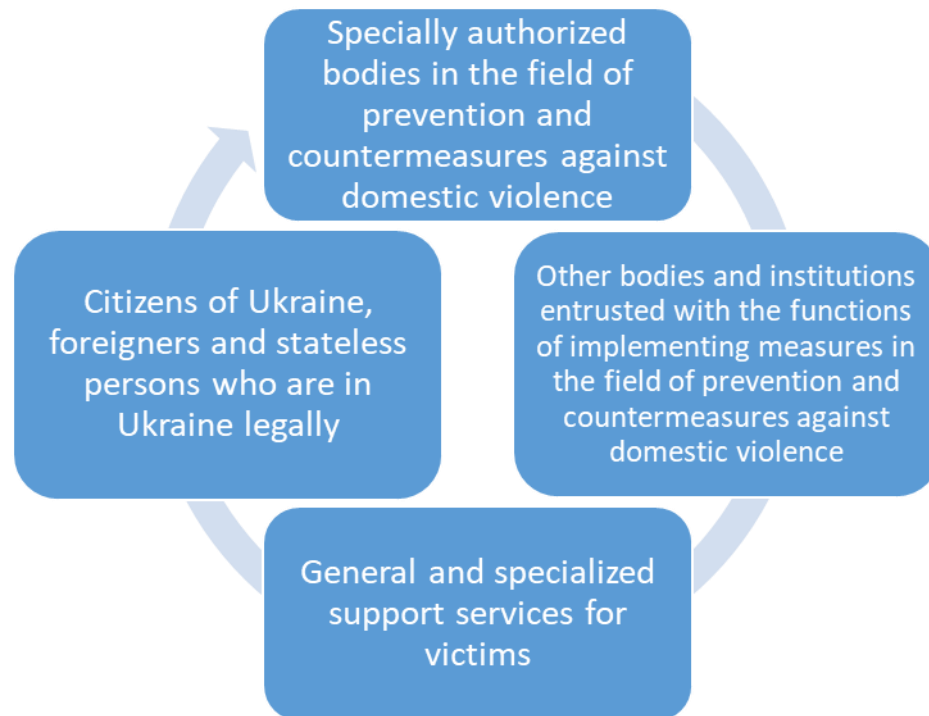 Specially authorized
bodies in the field of
prevention and
countermeasures against
domestic violence
Other bodies and institutions
entrusted with the functions
of implementing measures in
the field of prevention and
countermeasures against
domestic violence
General and specialized
support services for
victims
Citizens of Ukraine,
foreigners and stateless
persons who are in
Ukraine legally